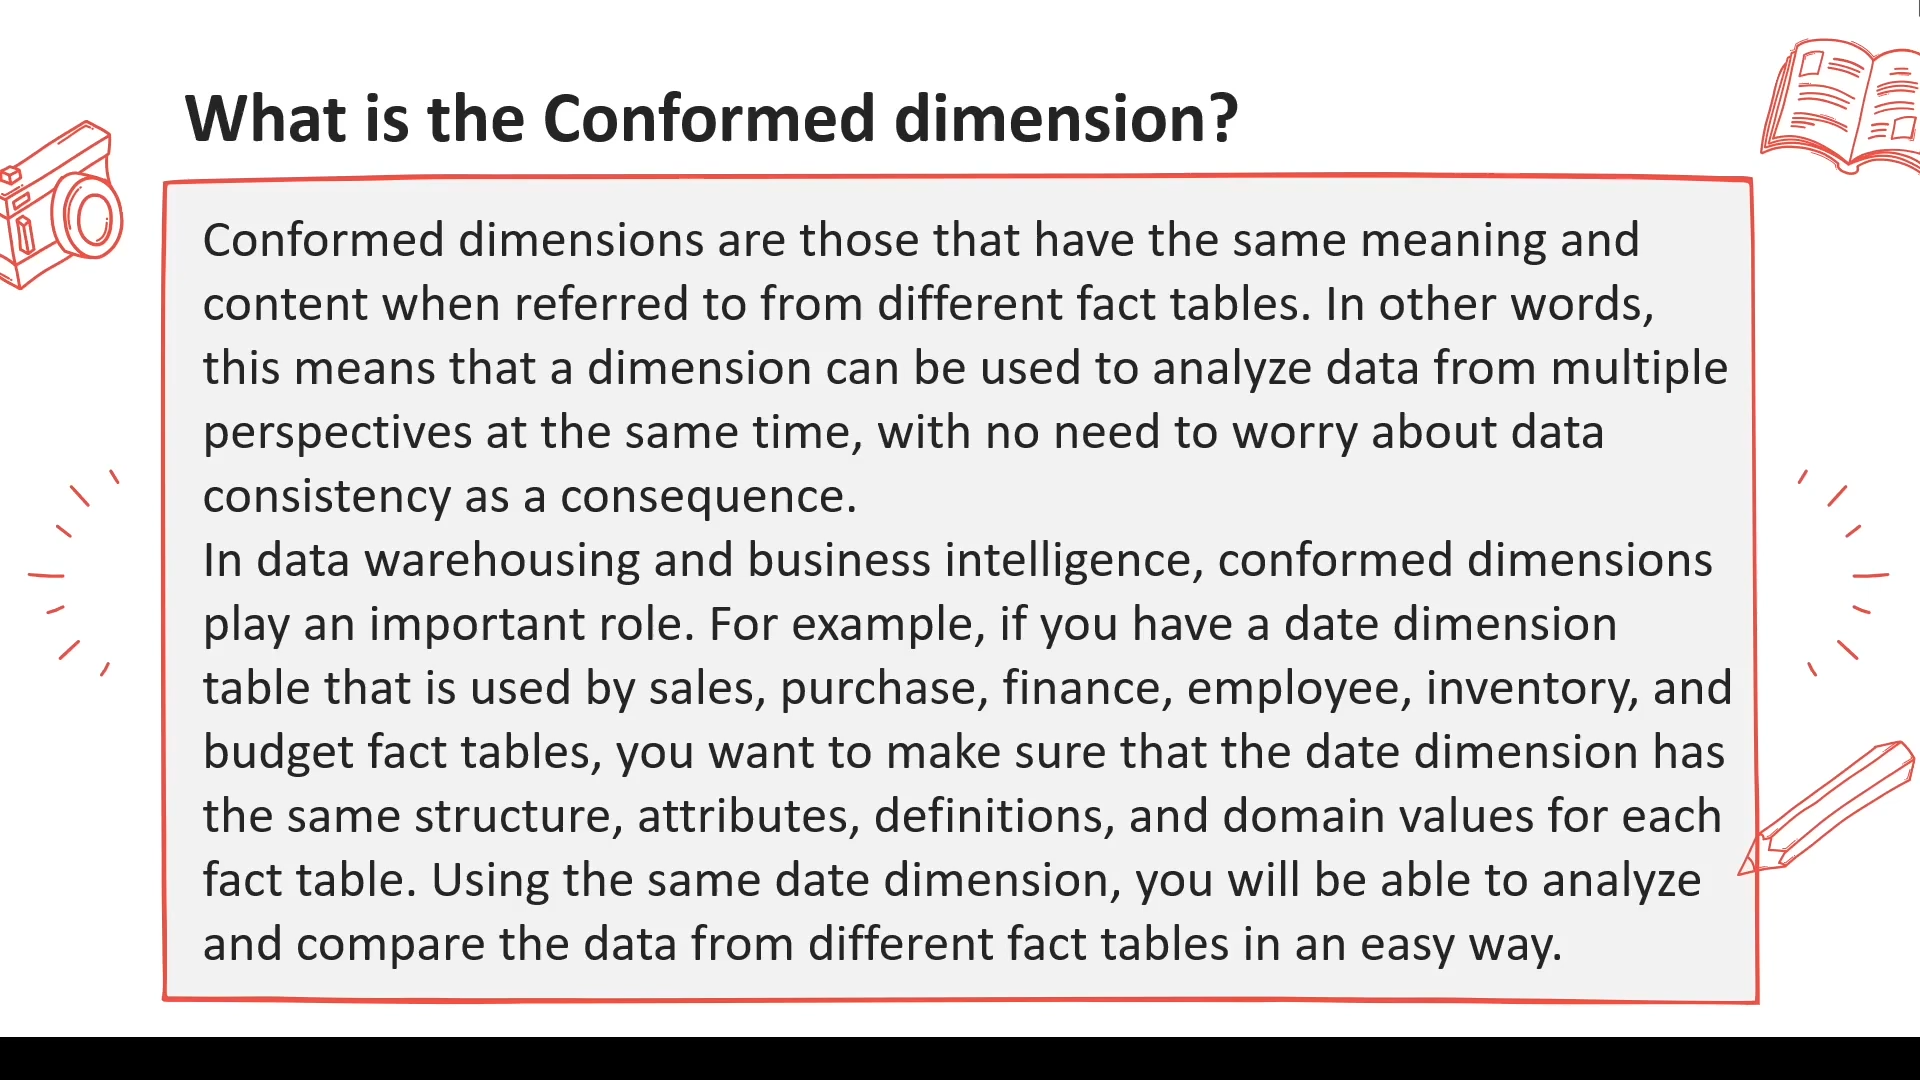 What is the Conformed dimension?
Conformed dimensions are those that have the same meaning and
content when referred to from different fact tables. In other words,
this means that a dimension can be used to analyze data from multiple
perspectives at the same time, with no need to worry about data
consistency as a consequence.
In data warehousing and business intelligence, conformed dimensions
play an important role. For example, if you have a date dimension
table that is used by sales, purchase, finance, employee, inventory, and
budget fact tables, you want to make sure that the date dimension has
the same structure, attributes, definitions, and domain values for each
fact table. Using the same date dimension, you will be able to analyze
and compare the data from different fact tables in an easy way.